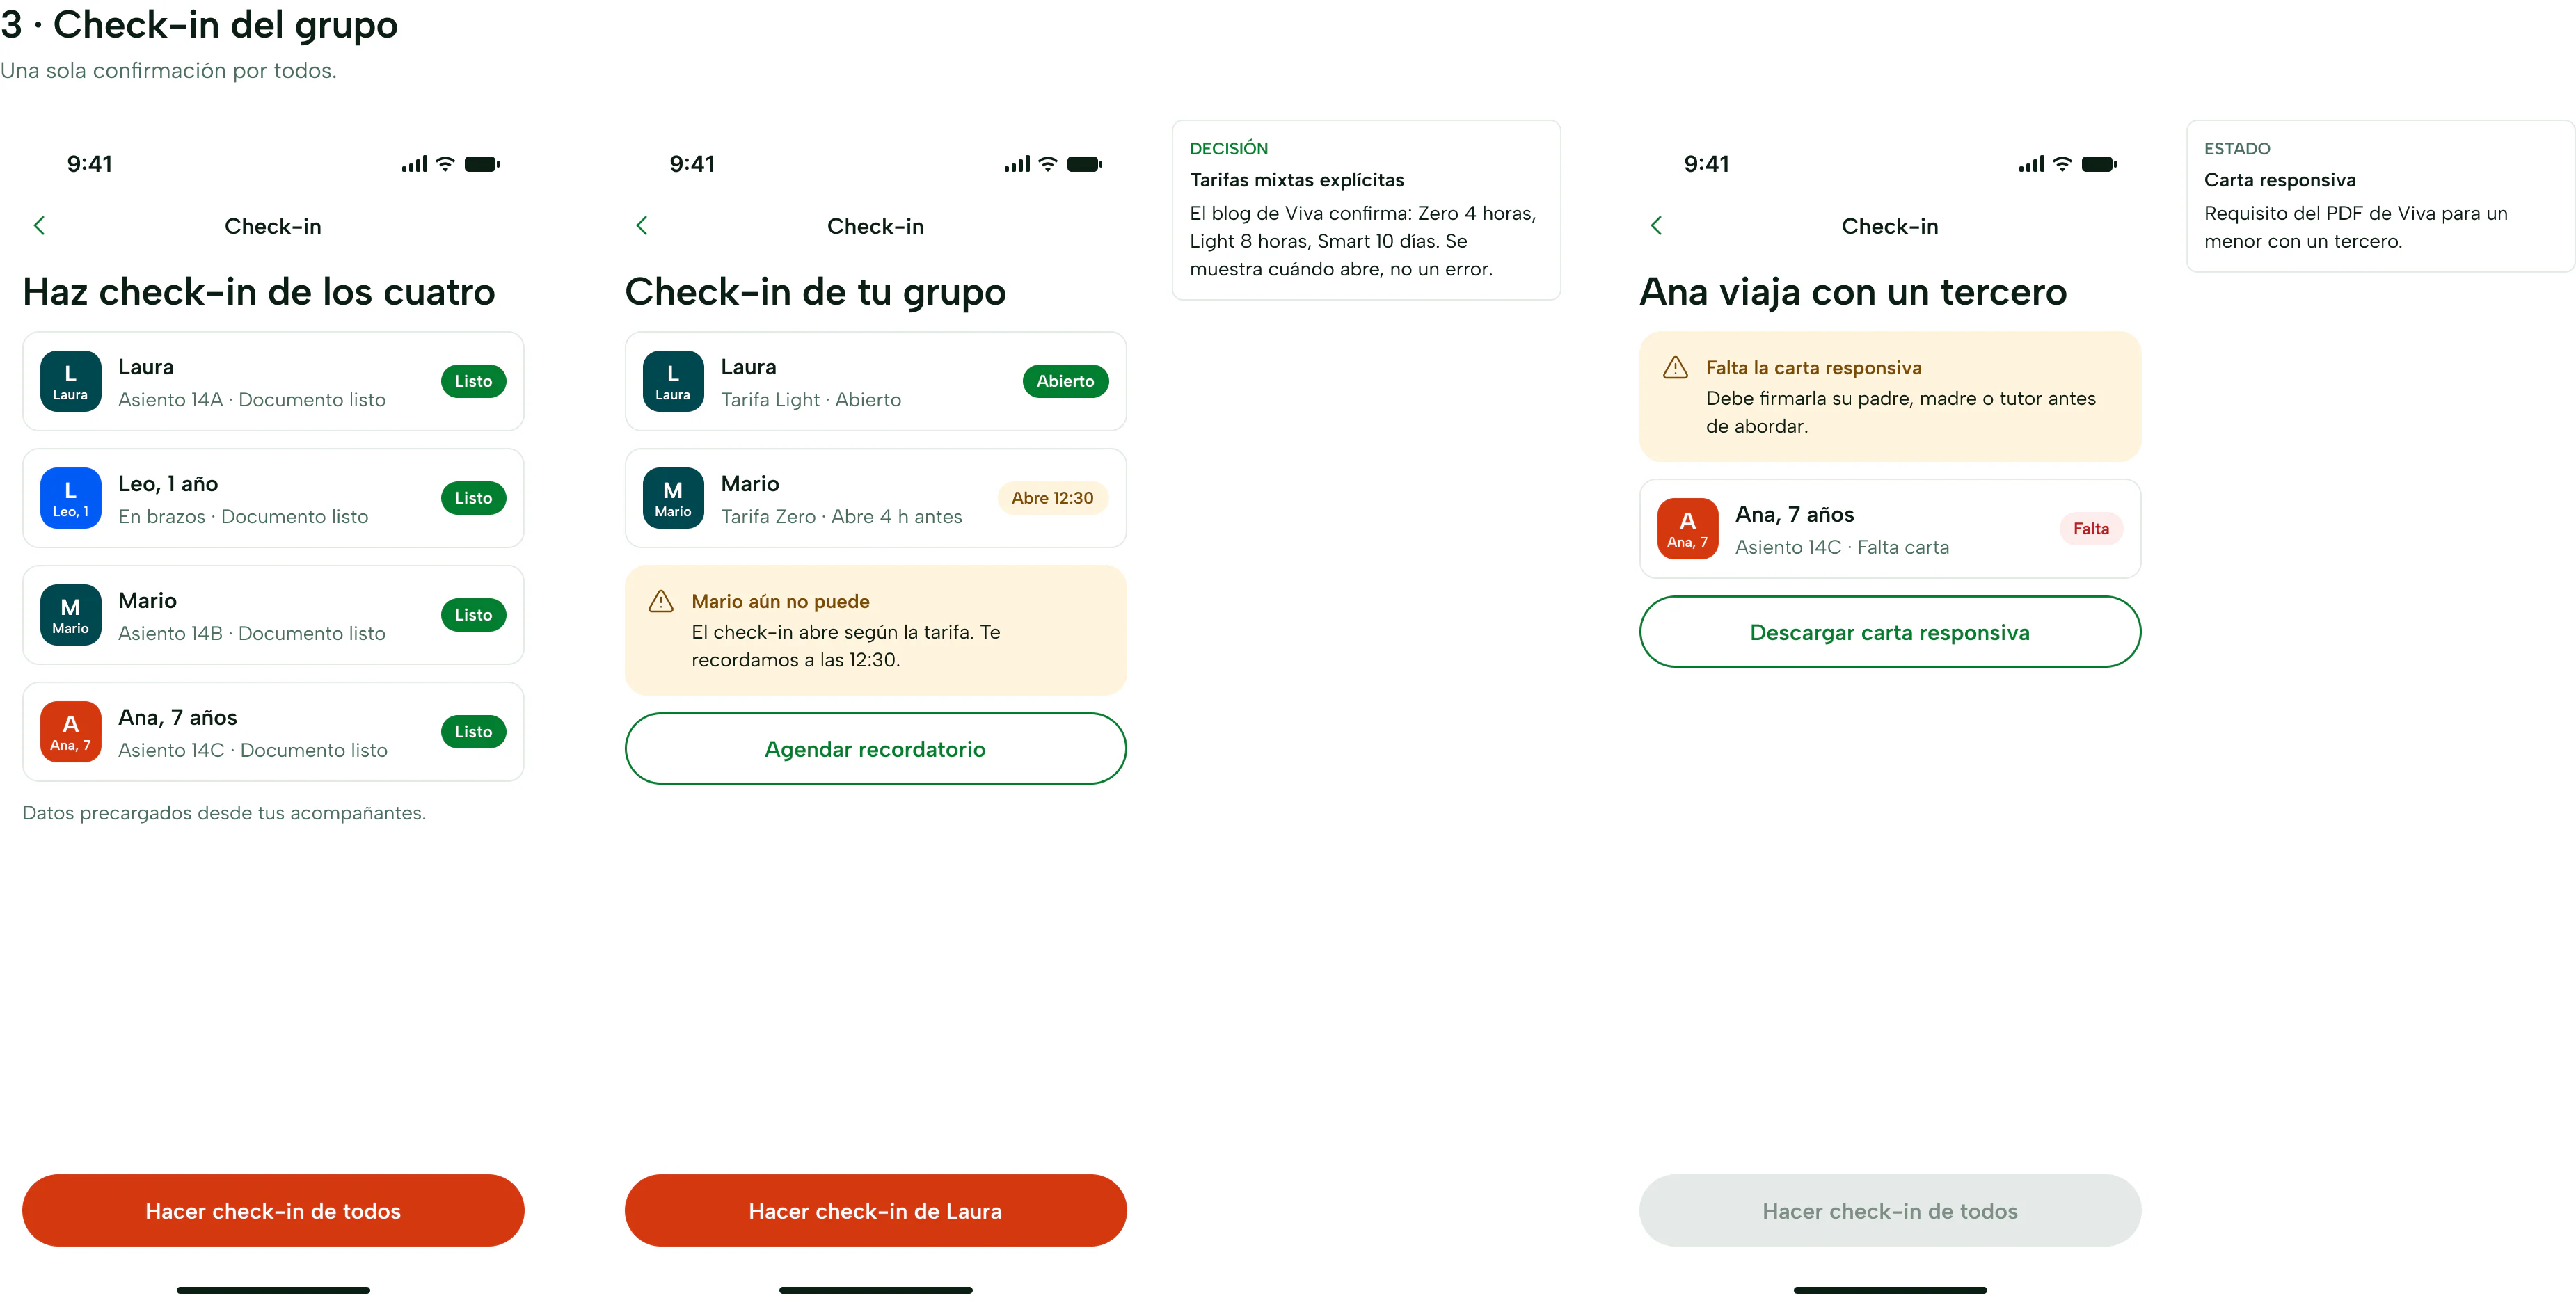 3 · Check-in del grupo
Una sola confirmación por todos.
9:41
Check-in
Haz check-in de los cuatro
L
Laura
Laura
Asiento 14A · Documento listo
Listo
L
Leo, 1
Leo, 1 año
En brazos · Documento listo
Listo
M
Mario
Mario
Asiento 14B · Documento listo
Listo
A
Ana, 7
Ana, 7 años
Asiento 14C · Documento listo
Listo
Datos precargados desde tus acompañantes.
Hacer check-in de todos
9:41
Check-in
Check-in de tu grupo
L
Laura
Laura
Tarifa Light · Abierto
Abierto
M
Mario
Mario
Tarifa Zero · Abre 4 h antes
Abre 12:30
Mario aún no puede
El check-in abre según la tarifa. Te
recordamos a las 12:30.
Agendar recordatorio
Hacer check-in de Laura
DECISIÓN
Tarifas mixtas explícitas
El blog de Viva confirma: Zero 4 horas,
Light 8 horas, Smart 10 días. Se
muestra cuándo abre, no un error.
9:41
Check-in
Ana viaja con un tercero
Falta la carta responsiva
Debe firmarla su padre, madre o tutor antes
de abordar.
A
Ana, 7
Ana, 7 años
Asiento 14C · Falta carta
Falta
Descargar carta responsiva
Hacer check-in de todos
ESTADO
Carta responsiva
Requisito del PDF de Viva para un
menor con un tercero.